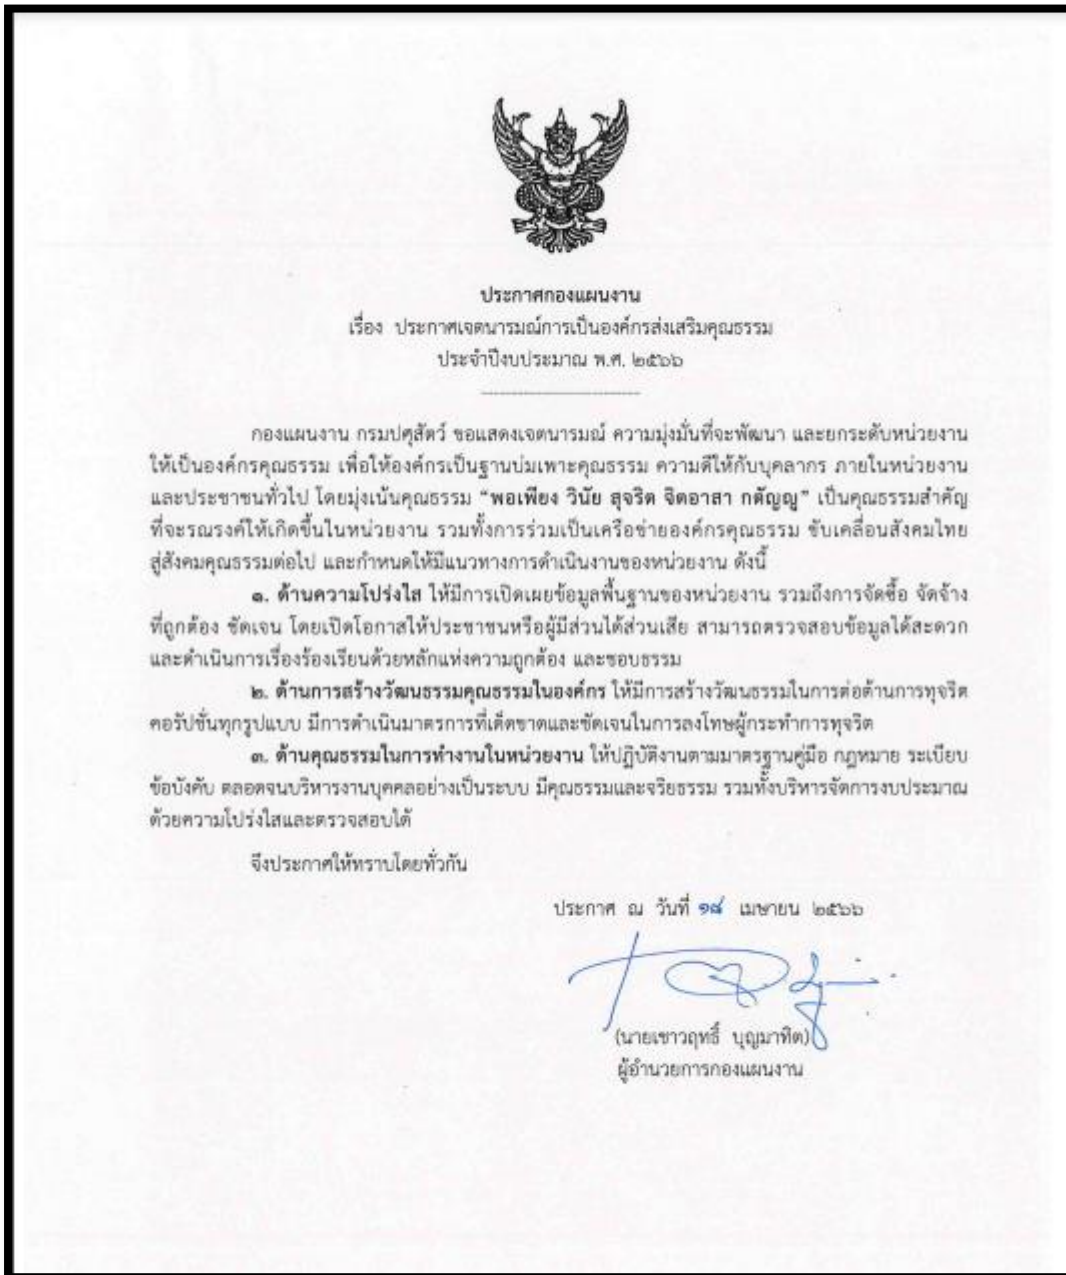 ประกาศกองแผนงาน
เรื่อง ประกาศเจตนารมณ์การเป็นองค์กรส่งเสริมคุณธรรม
ประจำปีงบประมาณ พ.ศ. ๒๕๖๖
กองแผนงาน กรมปศุสัตว์ ขอแสดงเจตนารมณ์ ความมุ่งมั่นที่จะพัฒนา และยกระดับหน่วยงาน
ให้เป็นองค์กรคุณธรรม เพื่อให้องค์กรเป็นฐานบ่มเพาะคุณธรรม ความดีให้กับบุคลากร ภายในหน่วยงาน
และประชาชนทั่วไป โดยมุ่งเน้นคุณธรรม “พอเพียง วินัย สุจริต จิตอาสา กตัญญู” เป็นคุณธรรมสำคัญ
ที่จะรณรงค์ให้เกิดขึ้นในหน่วยงาน รวมทั้งการร่วมเป็นเครือข่ายองค์กรคุณธรรม ขับเคลื่อนสังคมไทย
สู่สังคมคุณธรรมต่อไป และกำหนดให้มีแนวทางการดำเนินงานของหน่วยงาน ดังนี้
๑. ด้านความโปร่งใส ให้มีการเปิดเผยข้อมูลพื้นฐานของหน่วยงาน รวมถึงการจัดซื้อ จัดจ้าง
ที่ถูกต้อง ชัดเจน โดยเปิดโอกาสให้ประชาชนหรือผู้มีส่วนได้ส่วนเสีย สามารถตรวจสอบข้อมูลได้สะดวก
และดำเนินการเรื่องร้องเรียนด้วยหลักแห่งความถูกต้อง และชอบธรรม
๒. ด้านการสร้างวัฒนธรรมคุณธรรมในองค์กร ให้มีการสร้างวัฒนธรรมในการต่อต้านการทุจริต
คอรัปชั่นทุกรูปแบบ มีการดำเนินมาตรการที่เด็ดขาดและชัดเจนในการลงโทษผู้กระทำการทุจริต
๓. ด้านคุณธรรมในการทำงานในหน่วยงาน ให้ปฏิบัติงานตามมาตรฐานคู่มือ กฎหมาย ระเบียบ
ข้อบังคับ ตลอดจนบริหารงานบุคคลอย่างเป็นระบบ มีคุณธรรมและจริยธรรม รวมทั้งบริหารจัดการงบประมาณ
ด้วยความโปร่งใสและตรวจสอบได้
จึงประกาศให้ทราบโดยทั่วกัน
ประกาศ ณ วันที่ ๑๘ เมษายน ๒๕๖๖
(นายเชาวฤทธิ์ บุญมาทิต)
ผู้อำนวยการกองแผนงาน